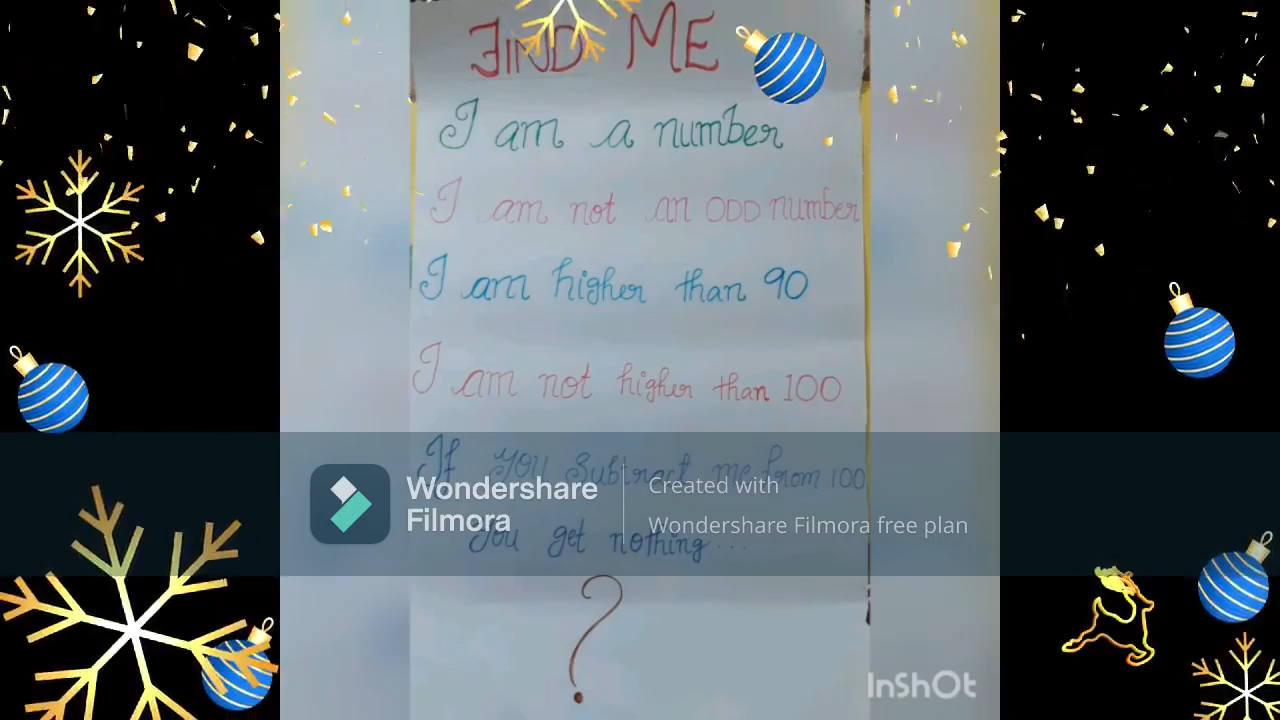 FIND ME
I am a number
I am not an ODD number
I am higher than 90
I am not higher than 100
If YOU Subtract me from 100
You get nothing...
?
Wondershare
Filmora
Created with
Wondershare Filmora free plan
InShOt